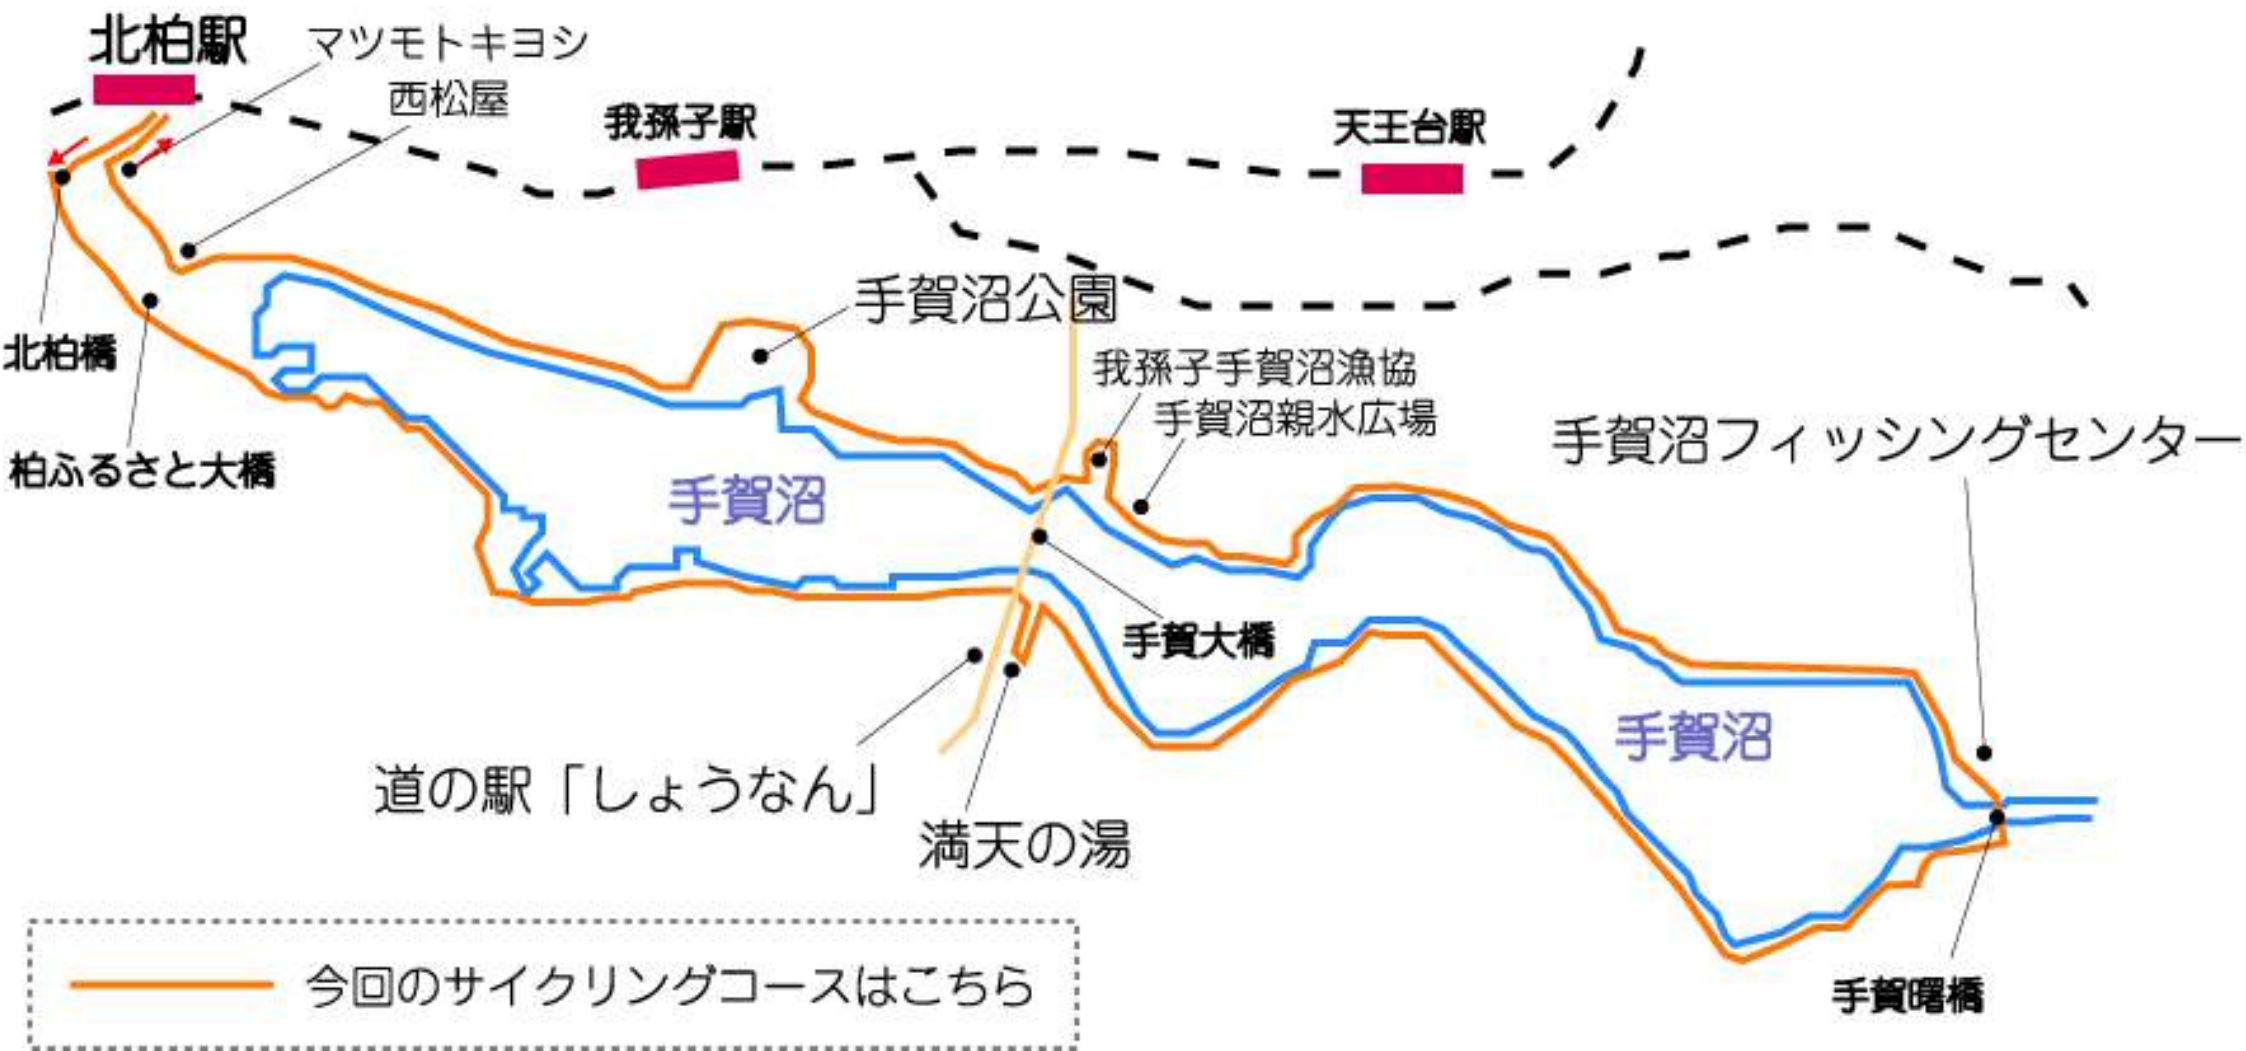 北柏駅
マツモトキヨシ
西松屋
我孫子駅
天王台駅
手賀沼公園
北柏橋
我孫子手賀沼漁協
手賀沼親水広場
手賀沼フィッシングセンター
柏ふるさと大橋
手賀沼
手賀大橋
手賀沼
道の駅「しょうなん」
満天の湯
手賀曙橋
今回のサイクリングコースはこちら